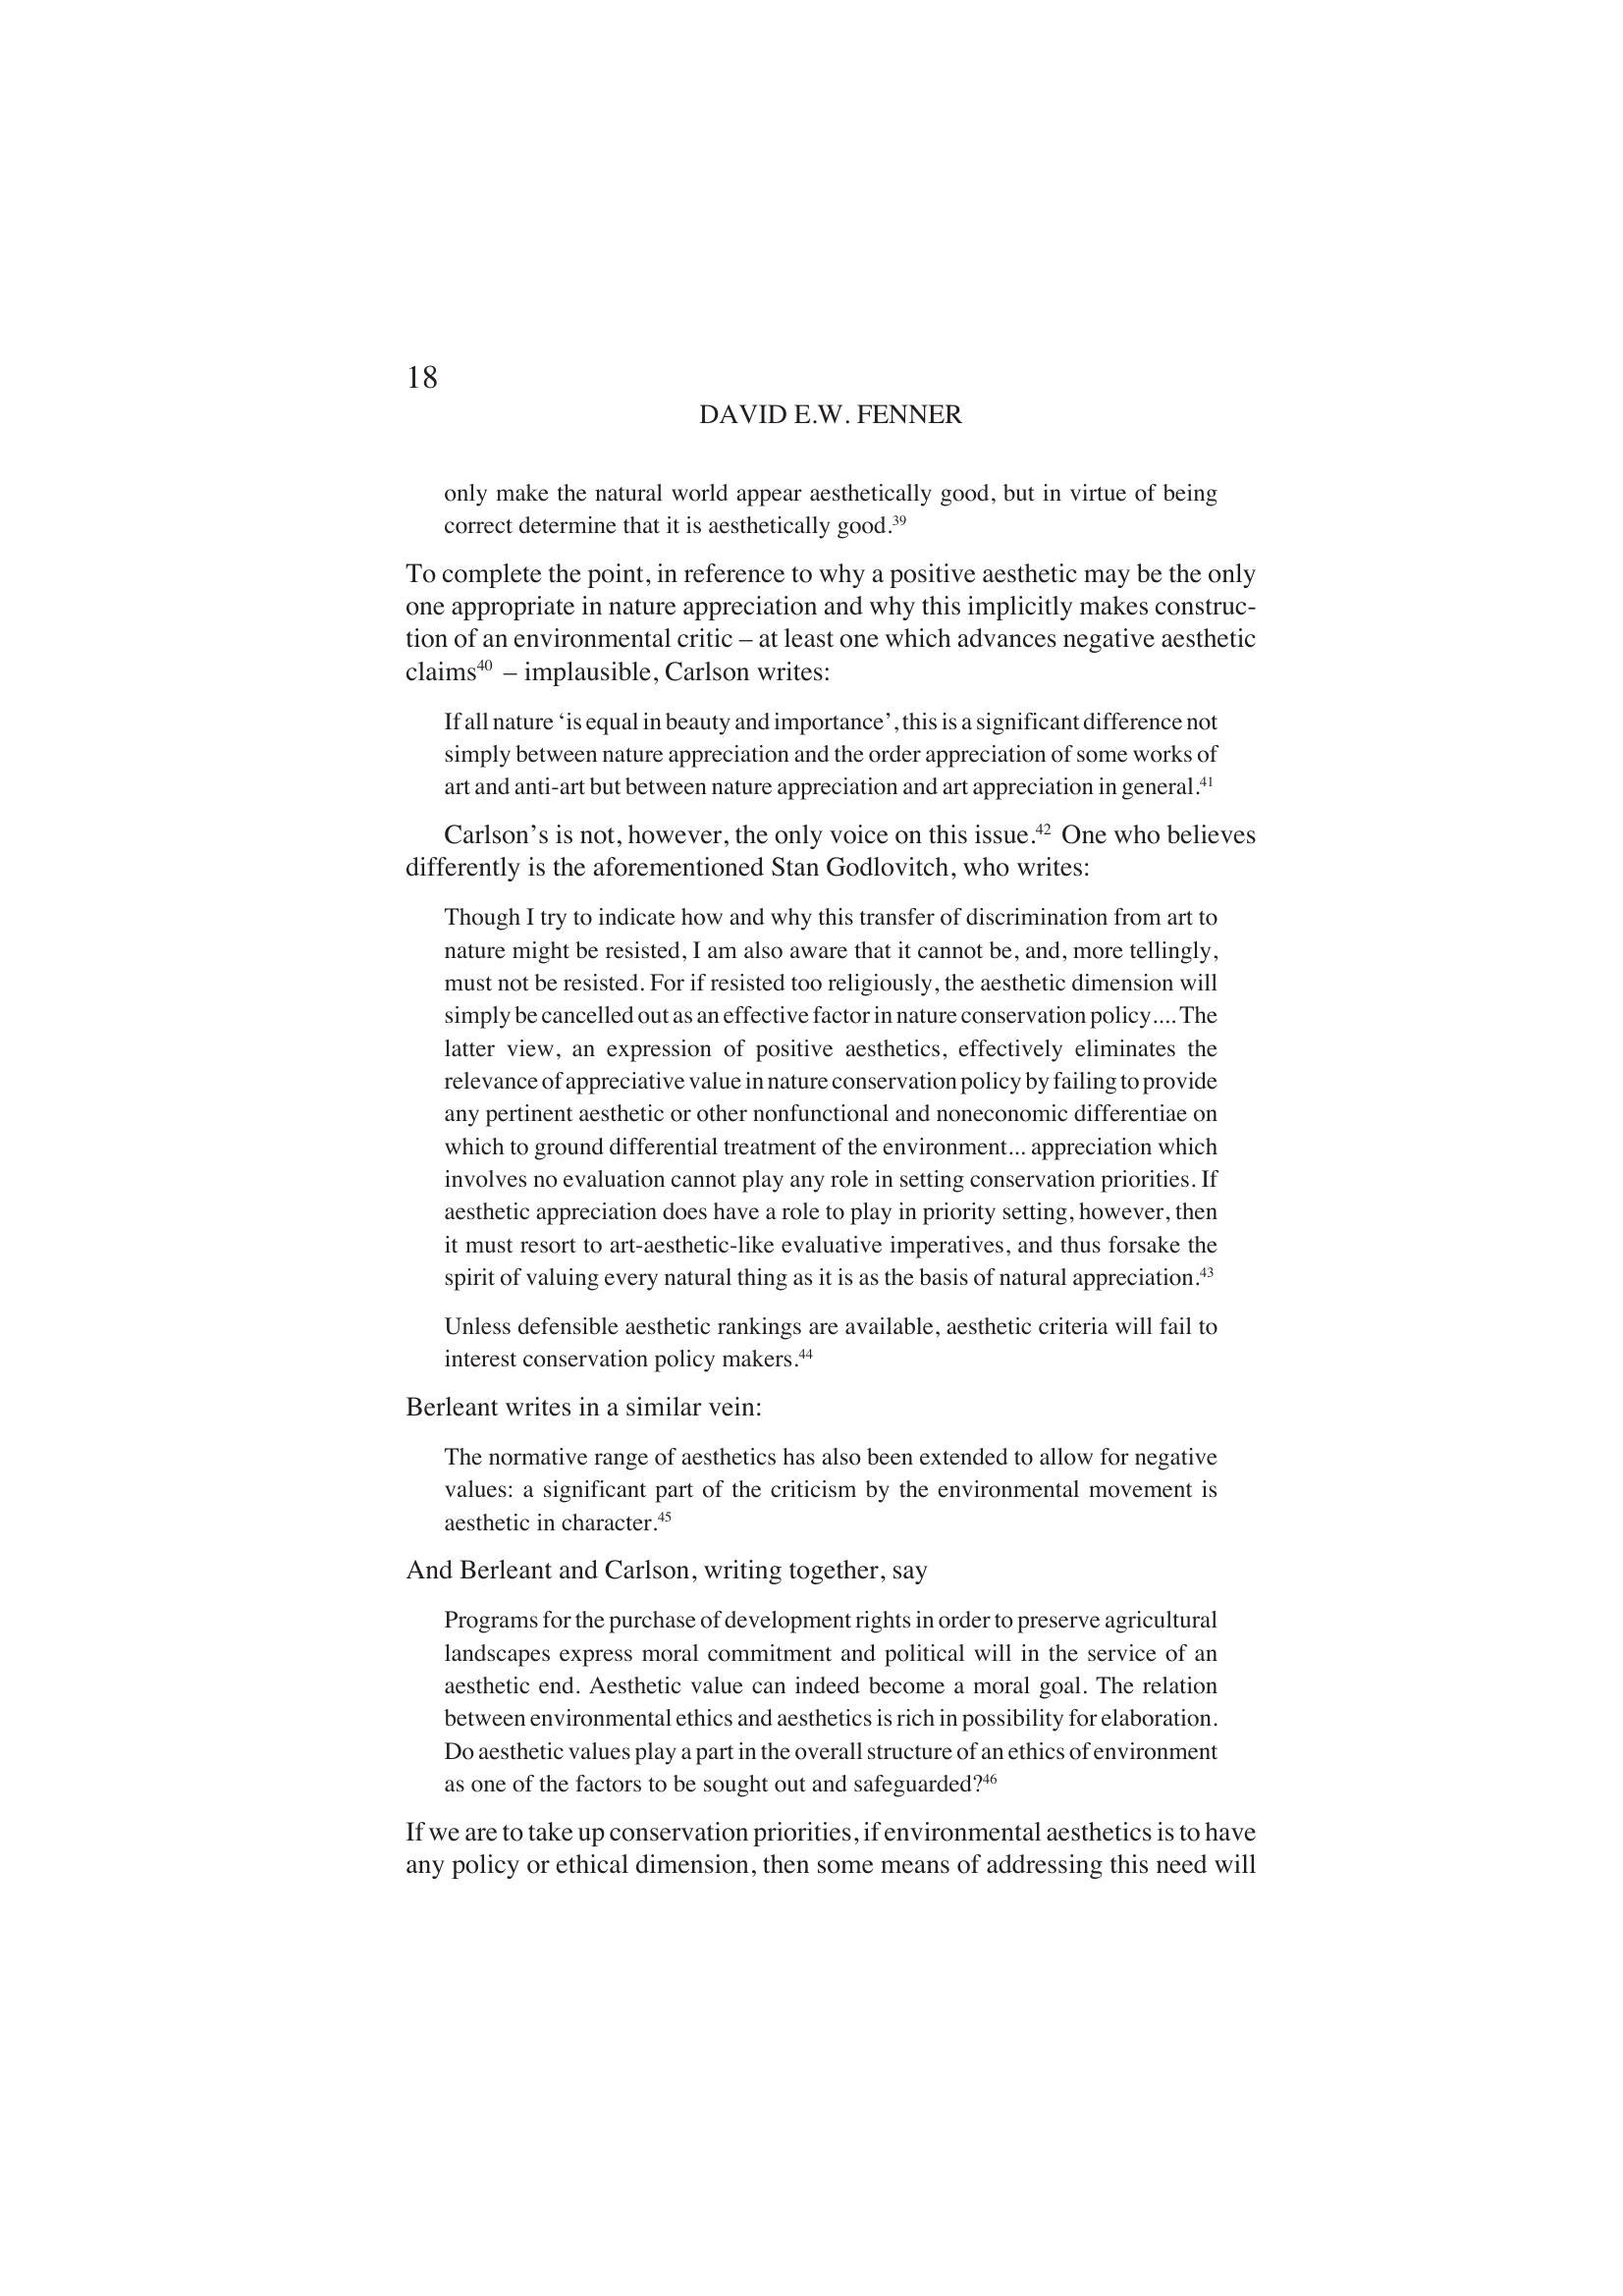 18
DAVID E.W. FENNER
only make the natural world appear aesthetically good, but in virtue of being
correct determine that it is aesthetically good.39
To complete the point, in reference to why a positive aesthetic may be the only
one appropriate in nature appreciation and why this implicitly makes construc-
tion of an environmental critic – at least one which advances negative aesthetic
claims40 – implausible, Carlson writes:
If all nature ‘is equal in beauty and importance’, this is a significant difference not
simply between nature appreciation and the order appreciation of some works of
art and anti-art but between nature appreciation and art appreciation in general.41
Carlson’s is not, however, the only voice on this issue.42 One who believes
differently is the aforementioned Stan Godlovitch, who writes:
Though I try to indicate how and why this transfer of discrimination from art to
nature might be resisted, I am also aware that it cannot be, and, more tellingly,
must not be resisted. For if resisted too religiously, the aesthetic dimension will
simply be cancelled out as an effective factor in nature conservation policy.... The
latter view, an expression of positive aesthetics, effectively eliminates the
relevance of appreciative value in nature conservation policy by failing to provide
any pertinent aesthetic or other nonfunctional and noneconomic differentiae on
which to ground differential treatment of the environment... appreciation which
involves no evaluation cannot play any role in setting conservation priorities. If
aesthetic appreciation does have a role to play in priority setting, however, then
it must resort to art-aesthetic-like evaluative imperatives, and thus forsake the
spirit of valuing every natural thing as it is as the basis of natural appreciation.43
Unless defensible aesthetic rankings are available, aesthetic criteria will fail to
interest conservation policy makers.44
Berleant writes in a similar vein:
The normative range of aesthetics has also been extended to allow for negative
values: a significant part of the criticism by the environmental movement is
aesthetic in character.45
And Berleant and Carlson, writing together, say
Programs for the purchase of development rights in order to preserve agricultural
landscapes express moral commitment and political will in the service of an
aesthetic end. Aesthetic value can indeed become a moral goal. The relation
between environmental ethics and aesthetics is rich in possibility for elaboration.
Do aesthetic values play a part in the overall structure of an ethics of environment
as one of the factors to be sought out and safeguarded?46
If we are to take up conservation priorities, if environmental aesthetics is to have
any policy or ethical dimension, then some means of addressing this need will